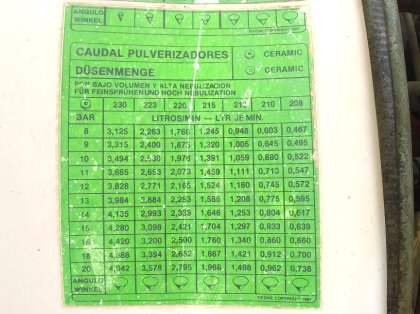 ANGULO
WINKEL
TIFONE COPYRIGHT 1987
CAUDAL PULVERIZADORES CERAMIC
DÜSENMENGE CERAMIC
POR BAJO VOLUMEN Y ALTA NEBULIZACION
FÜR FEINSPRÜHEN UND HOCH NEBULIZATION
230 223 220 215 212 210 208
BAR LITROS/MIN — LTR JE MIN.
8 3,125 2,263 1,768 1,245 0,948 0,603 0,467
9 3,315 2,400 1,875 1,320 1,005 0,645 0,495
10 3,494 2,530 1,976 1,391 1,059 0,680 0,522
11 3,665 2,653 2,073 1,459 1,111 0,713 0,547
12 3,828 2,771 2,165 1,524 1,160 0,745 0,572
13 3,984 2,884 2,253 1,586 1,208 0,775 0,595
14 4,135 2,993 2,339 1,646 1,253 0,804 0,617
15 4,280 3,098 2,421 1,704 1,297 0,833 0,639
16 4,420 3,200 2,500 1,760 1,340 0,860 0,660
18 4,688 3,394 2,652 1,867 1,421 0,912 0,700
20 4,942 3,578 2,795 1,968 1,498 0,962 0,738
ANGULO
WINKEL
TIFONE COPYRIGHT 1987